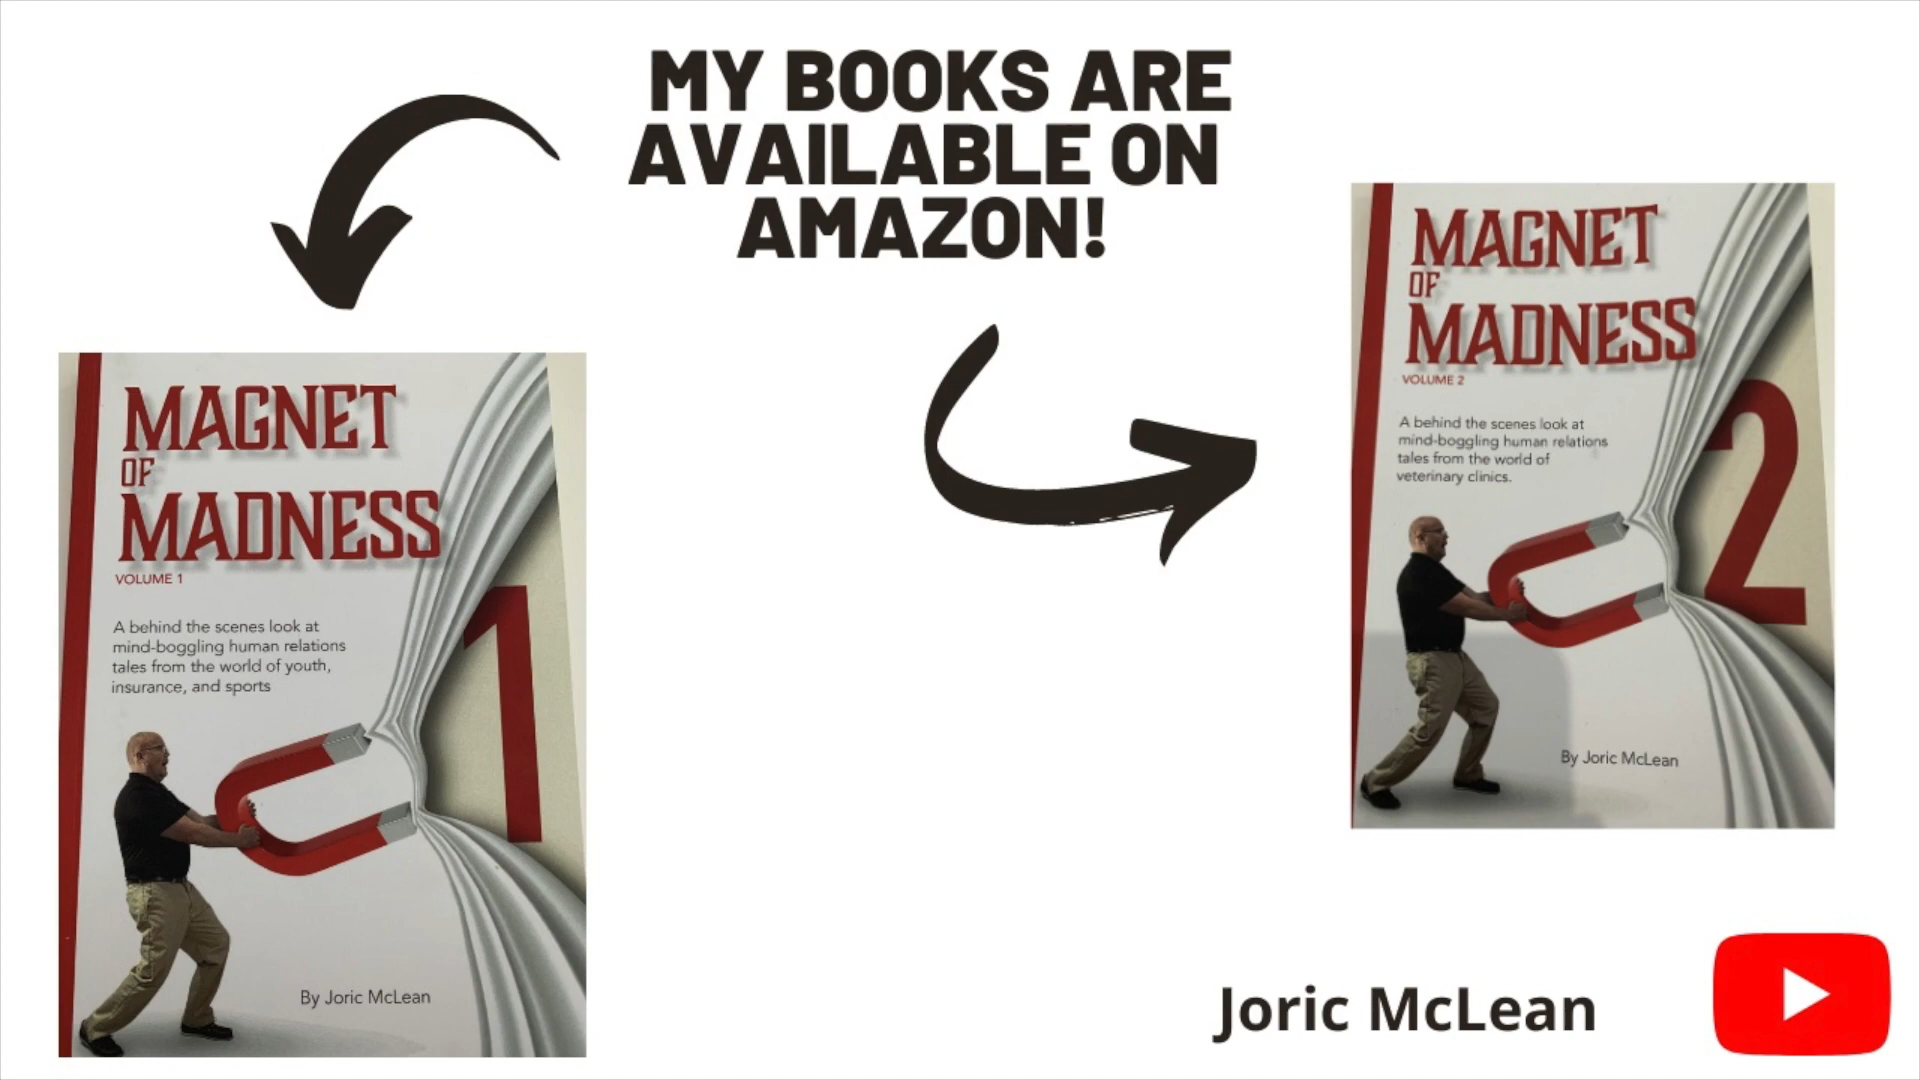 MY BOOKS ARE
AVAILABLE ON
AMAZON!
MAGNET
OF
MADNESS
VOLUME 1
A behind the scenes look at
mind-boggling human relations
tales from the world of youth,
insurance, and sports
1
By Joric McLean
MAGNET
OF
MADNESS
VOLUME 2
A behind the scenes look at
mind-boggling human relations
tales from the world of
veterinary clinics.
2
By Joric McLean
Joric McLean